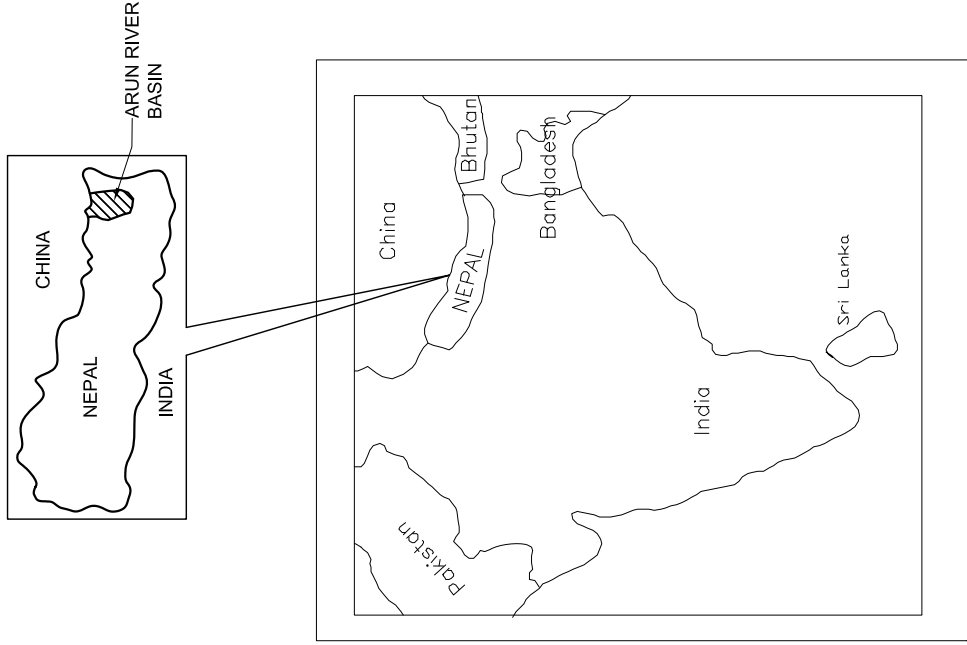 CHINA
NEPAL
INDIA
ARUN RIVER
BASIN
China
NEPAL
Bhutan
Bangladesh
Pakistan
India
Sri Lanka